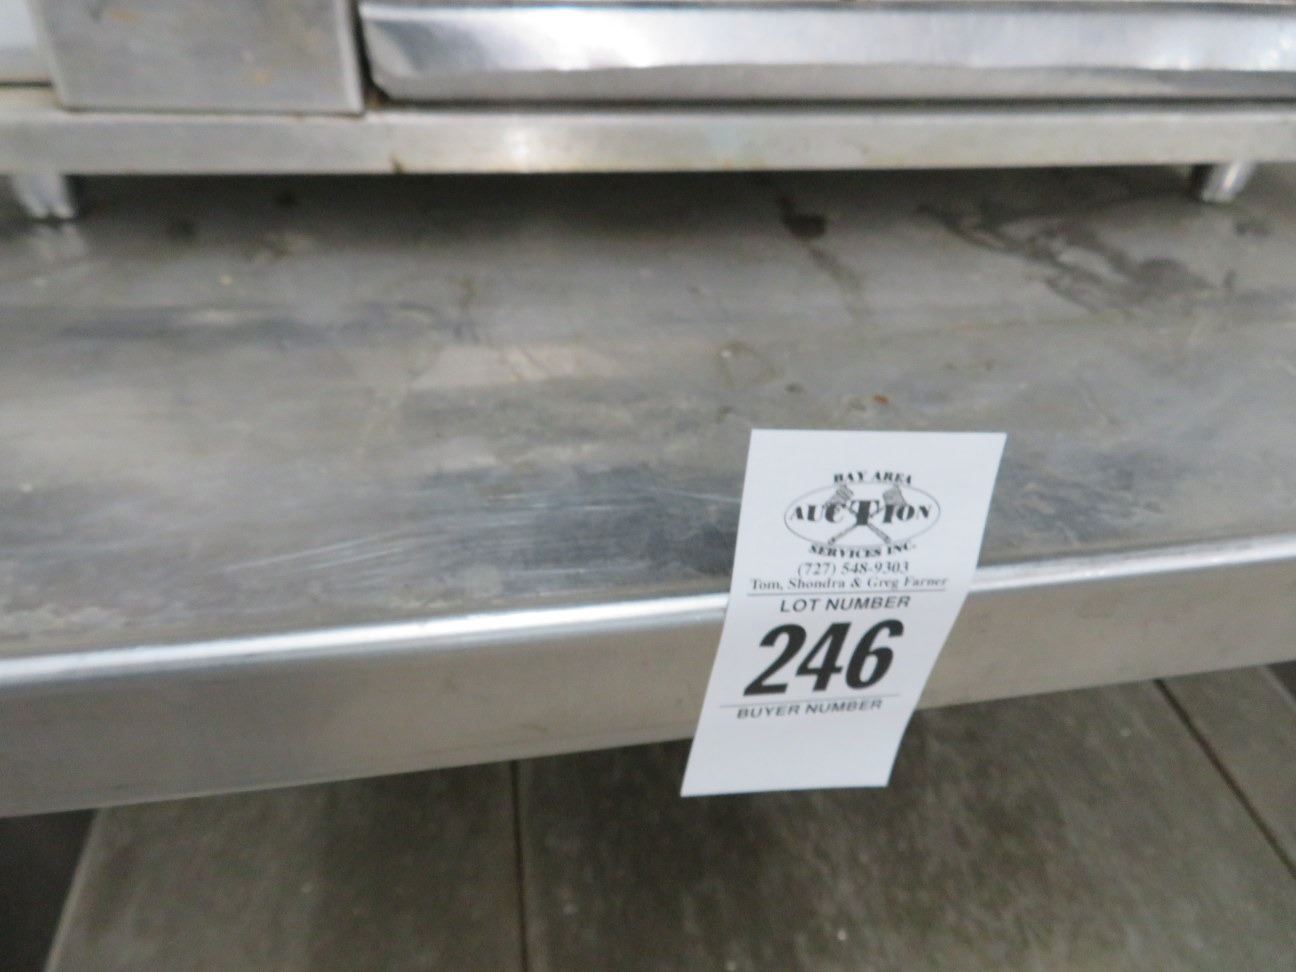 BAY AREA
AUCTION
SERVICES INC.
(727) 548-9303
Tom, Shondra & Greg Farner
LOT NUMBER
246
BUYER NUMBER